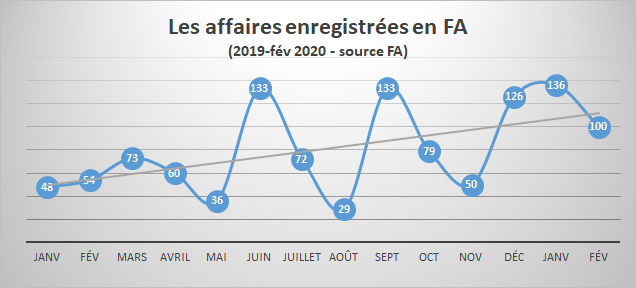 Les affaires enregistrées en FA
(2019-fév 2020 - source FA)
48 54 73 60 36 133 72 29 133 79 50 126 136 100
JANV FÉV MARS AVRIL MAI JUIN JUILLET AOÛT SEPT OCT NOV DÉC JANV FÉV